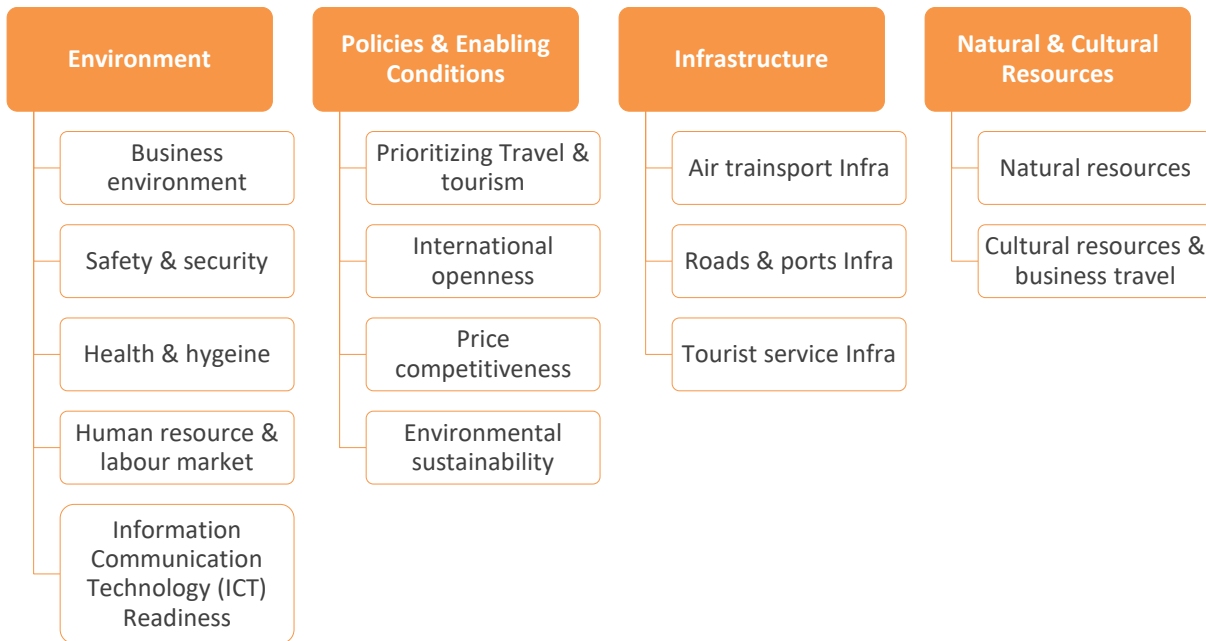 Environment
Business
environment
Safety & security
Health & hygeine
Human resource &
labour market
Information
Communication
Technology (ICT)
Readiness
Policies & Enabling
Conditions
Prioritizing Travel &
tourism
International
openness
Price
competitiveness
Environmental
sustainability
Infrastructure
Air trainsport Infra
Roads & ports Infra
Tourist service Infra
Natural & Cultural
Resources
Natural resources
Cultural resources &
business travel